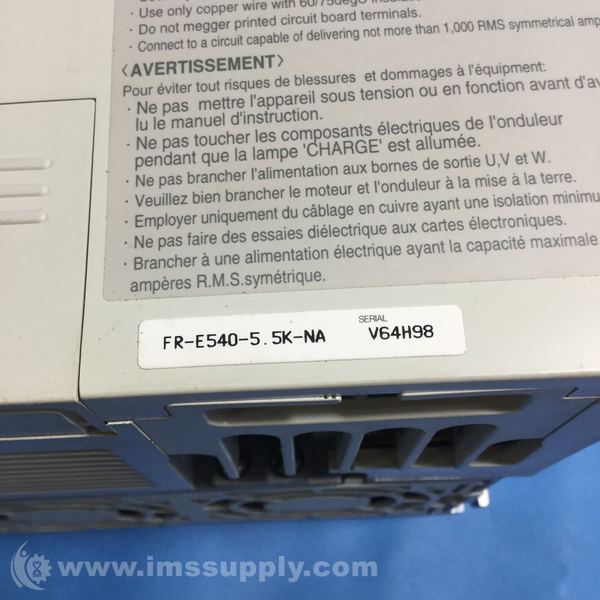 · Use only copper wire with 60/75degC
· Do not megger printed circuit board terminals.
· Connect to a circuit capable of delivering not more than 1,000 RMS symmetrical
〈AVERTISSEMENT〉
Pour éviter tout risques de blessures et dommages à l'équipment:
· Ne pas mettre l'appareil sous tension ou en fonction avant d'av
lu le manuel d'instruction.
· Ne pas toucher les composants électriques de l'onduleur
pendant que la lampe 'CHARGE' est allumée.
· Ne pas brancher l'alimentation aux bornes de sortie U,V et W.
· Veuillez bien brancher le moteur et l'onduleur à la mise à la terre.
· Employer uniquement du câblage en cuivre ayant une isolation minimu
· Ne pas faire des essaies diélectrique aux cartes électroniques.
· Brancher à une alimentation électrique ayant la capacité maximale
ampères R.M.S.symétrique.
SERIAL
FR-E540-5.5K-NA V64H98
www.imssupply.com